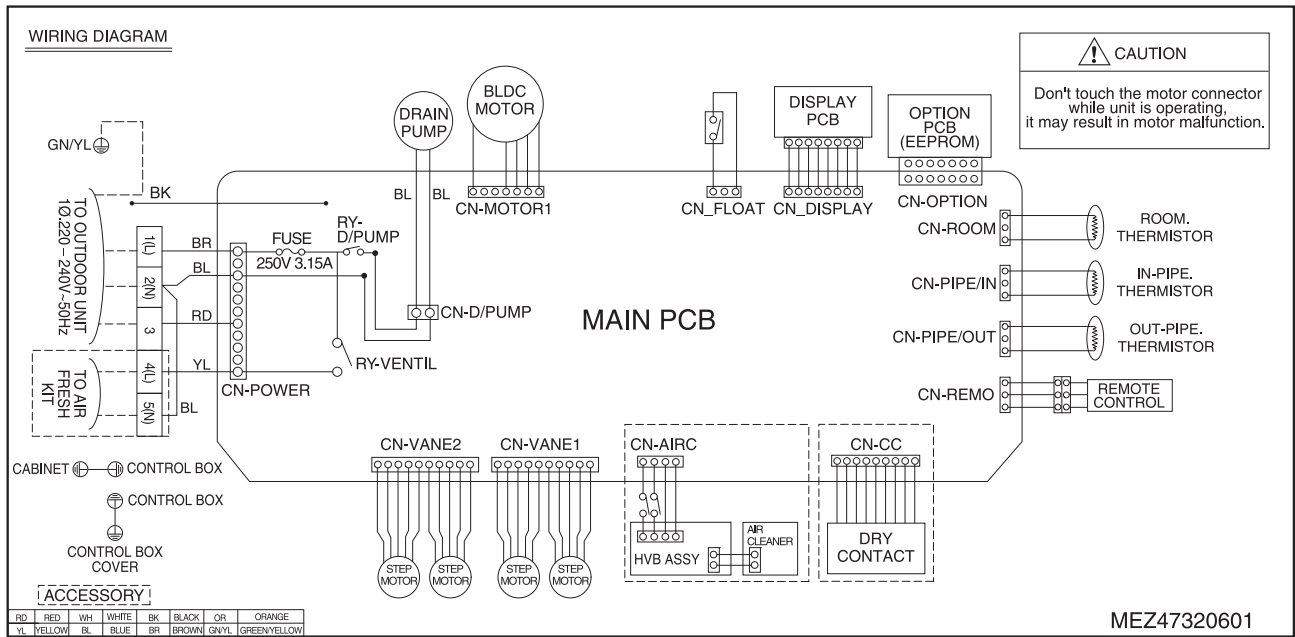 WIRING DIAGRAM
CAUTION
Don't touch the motor connector
while unit is operating,
it may result in motor malfunction.
DRAIN
PUMP
BLDC
MOTOR
DISPLAY
PCB
OPTION
PCB
(EEPROM)
GN/YL
BK
BL
BL
CN-MOTOR1
CN_FLOAT
CN_DISPLAY
CN-OPTION
TO OUTDOOR UNIT
1Ø.220 – 240V~50Hz
1(L)
2(N)
3
4(L)
5(N)
BR
BL
RD
YL
BL
FUSE
250V 3.15A
RY-
D/PUMP
CN-D/PUMP
RY-VENTIL
CN-POWER
TO AIR
FRESH
KIT
MAIN PCB
CN-ROOM
ROOM.
THERMISTOR
CN-PIPE/IN
IN-PIPE.
THERMISTOR
CN-PIPE/OUT
OUT-PIPE.
THERMISTOR
CN-REMO
REMOTE
CONTROL
CABINET
CONTROL BOX
CONTROL BOX
CONTROL BOX
COVER
ACCESSORY
CN-VANE2
CN-VANE1
CN-AIRC
CN-CC
STEP
MOTOR
STEP
MOTOR
STEP
MOTOR
STEP
MOTOR
HVB ASSY
AIR
CLEANER
DRY
CONTACT
RD RED WH WHITE BK BLACK OR ORANGE
YL YELLOW BL BLUE BR BROWN GN/YL GREEN/YELLOW
MEZ47320601